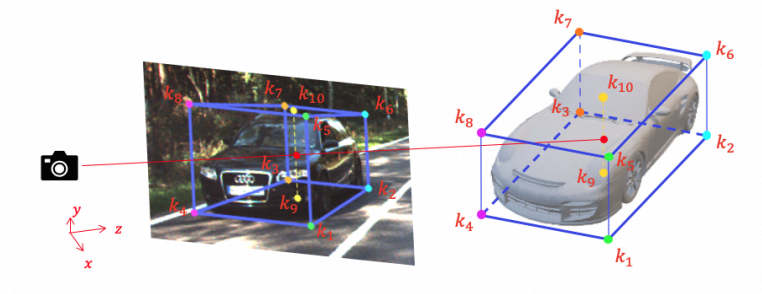 k₇
k₈
k₁₀
k₆
k₅
k₃
k₂
k₄
k₉
k₁
y
z
x
k₇
k₆
k₁₀
k₃
k₈
k₂
k₅
k₉
k₄
k₁